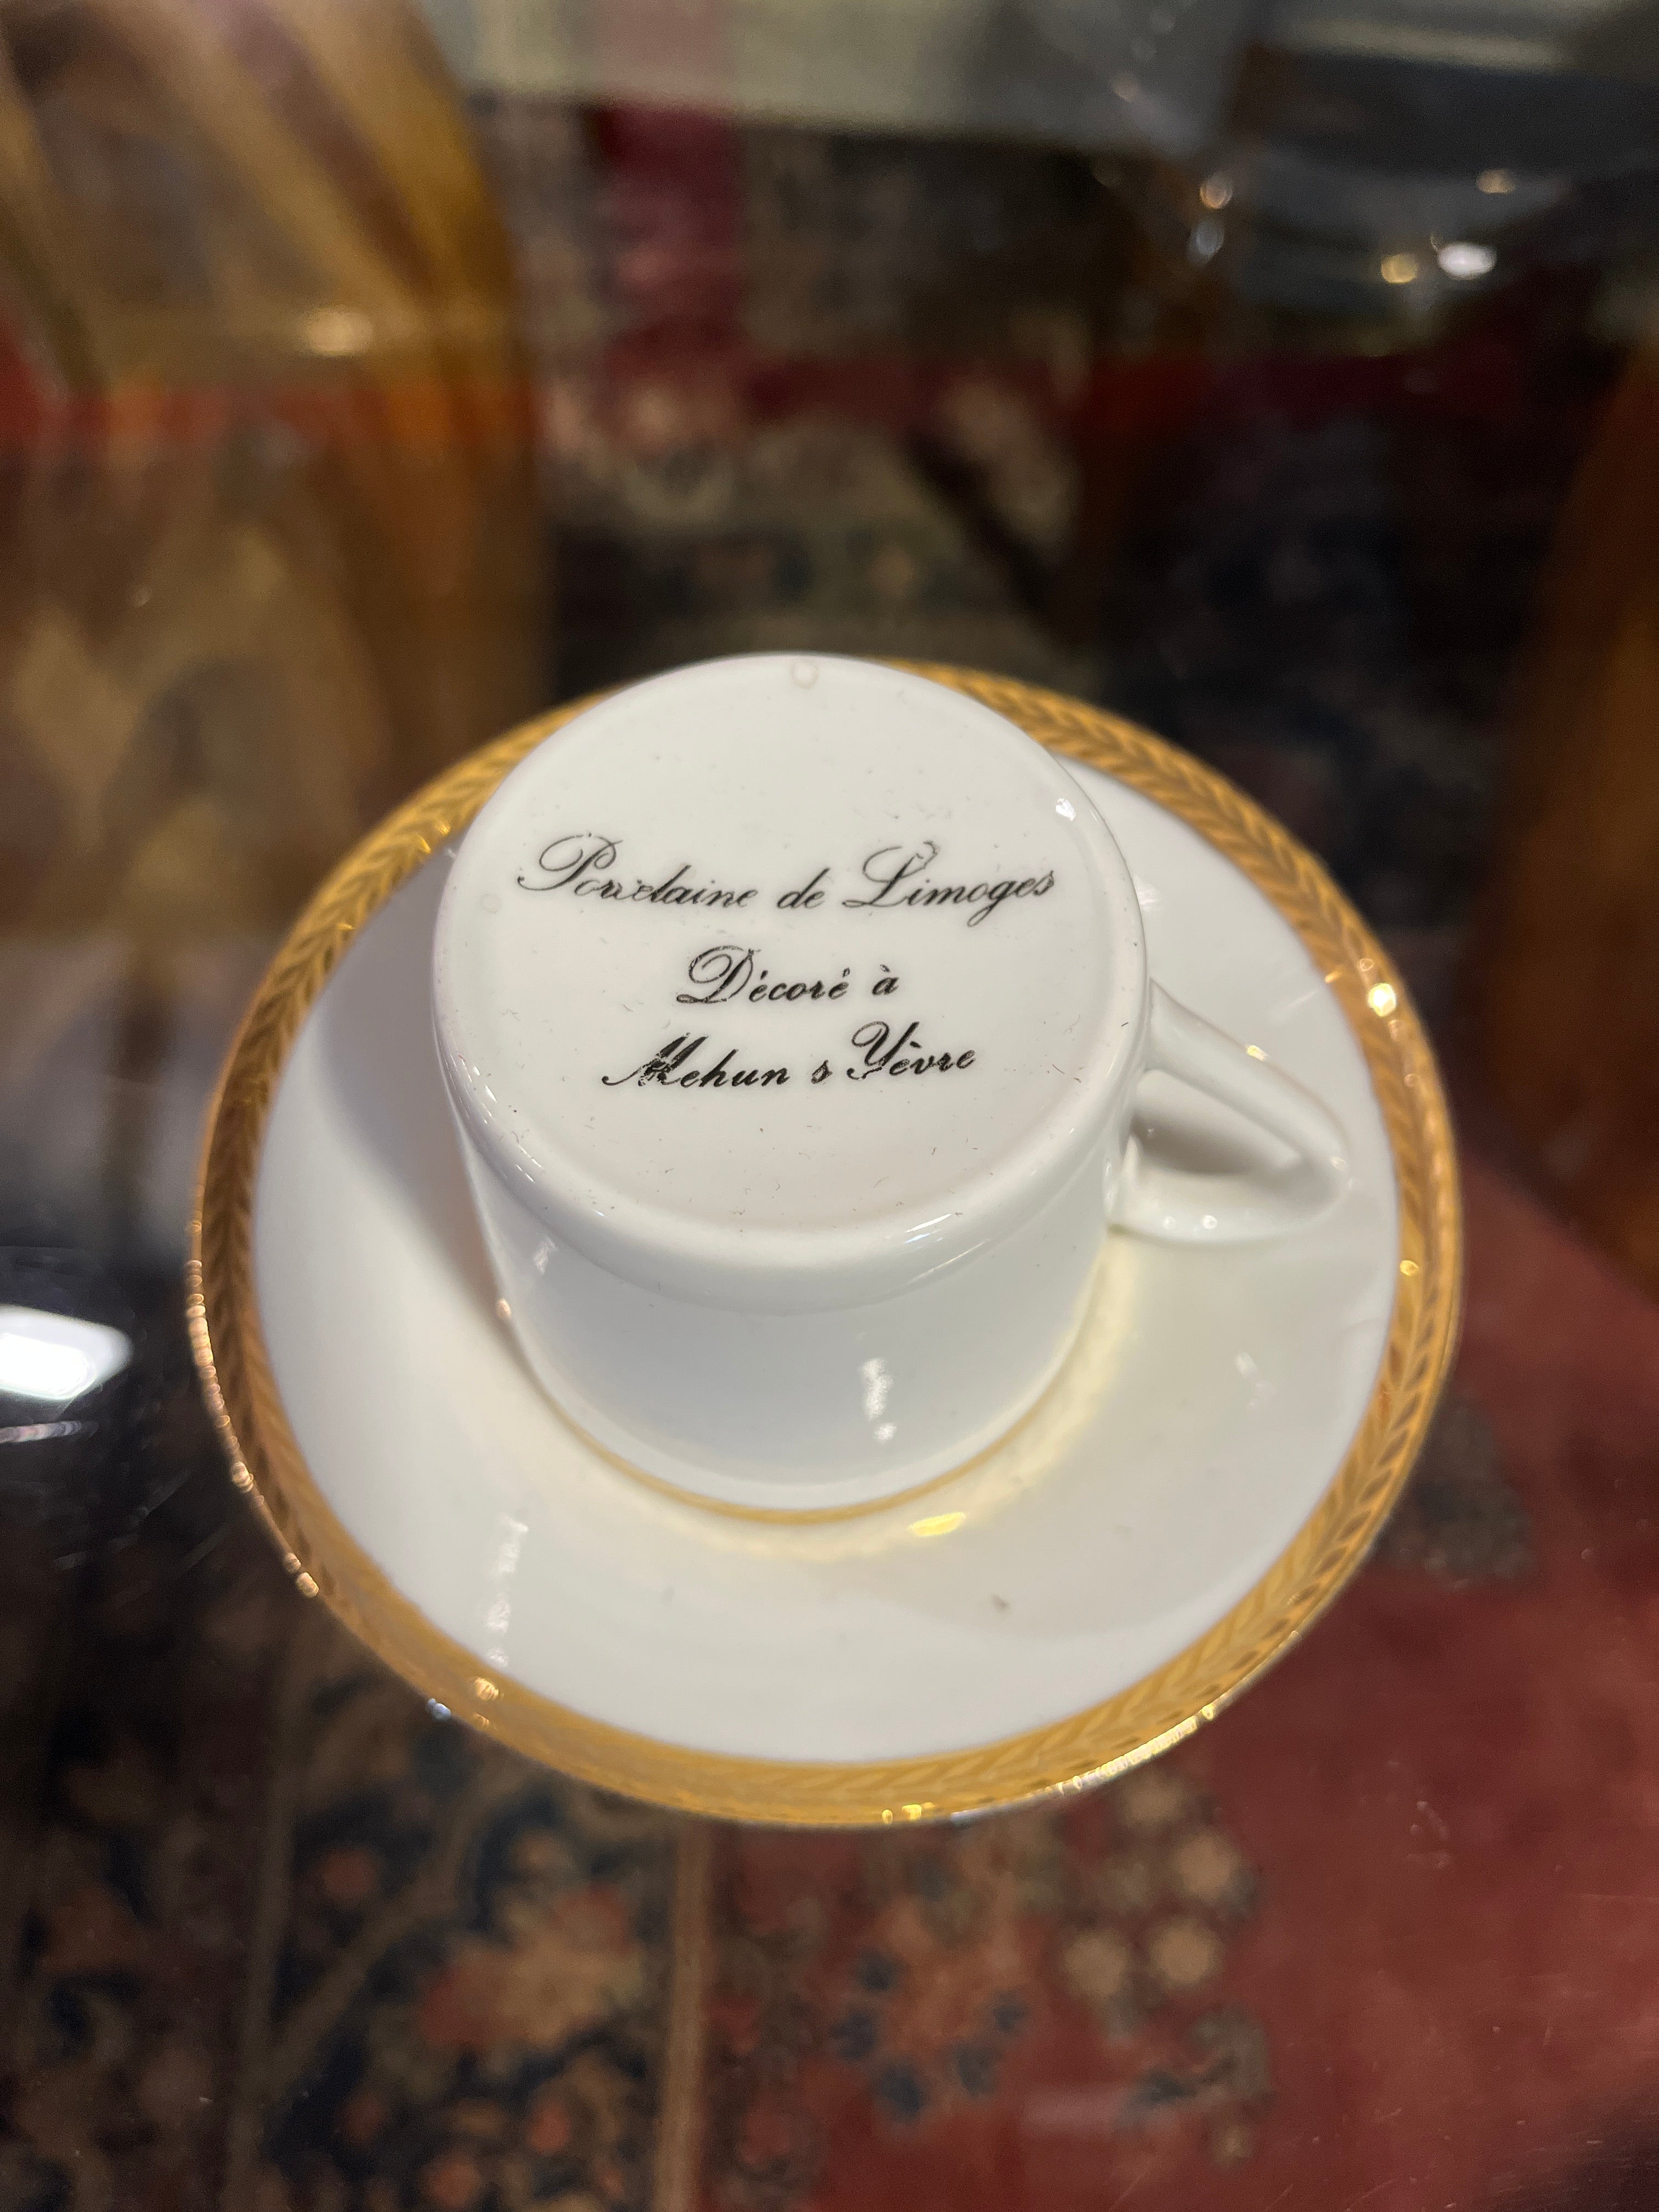 Porcelaine de Limoges
Décoré à
Mehun s Yèvre